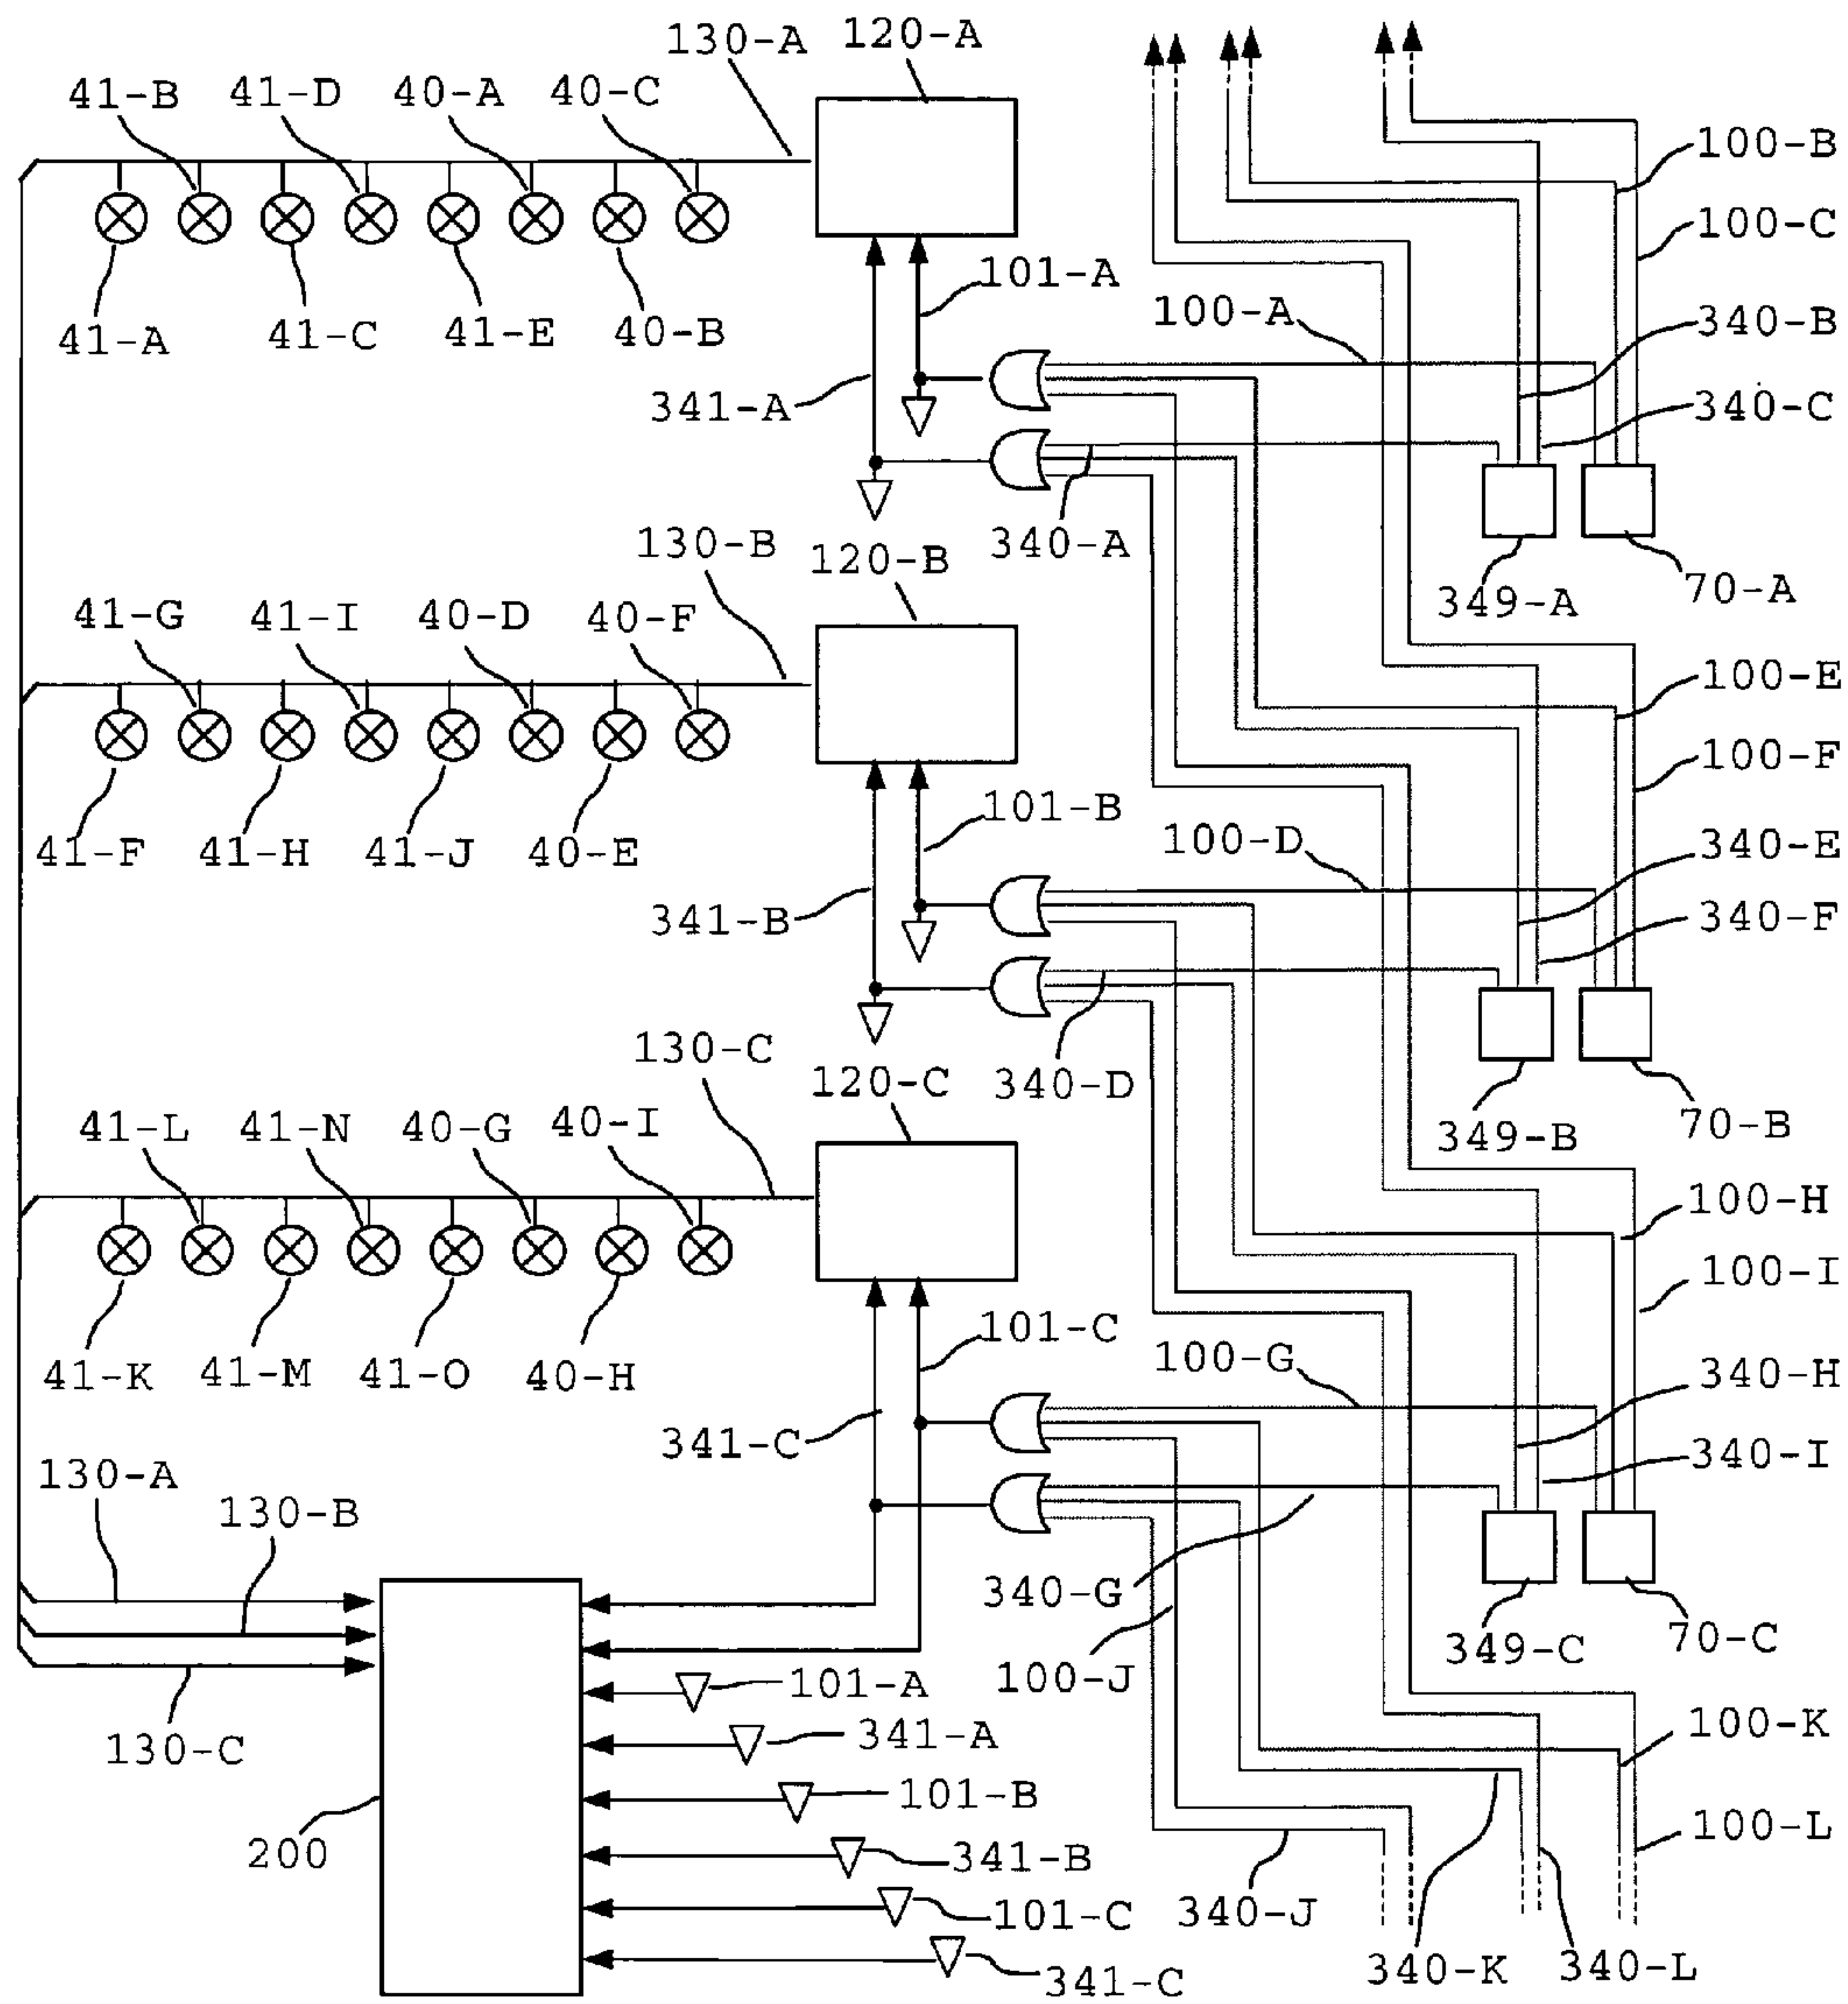 130-A
120-A
41-B
41-D
40-A
40-C
100-B
100-C
101-A
100-A
340-B
41-A
41-C
41-E
40-B
341-A
340-C
130-B
120-B
340-A
349-A
70-A
41-G
41-I
40-D
40-F
100-E
100-F
101-B
100-D
340-E
41-F
41-H
41-J
40-E
341-B
340-F
130-C
120-C
340-D
349-B
70-B
41-L
41-N
40-G
40-I
100-H
100-I
101-C
100-G
340-H
41-K
41-M
41-O
40-H
341-C
340-I
130-A
130-B
340-G
349-C
70-C
100-J
101-A
341-A
100-K
130-C
101-B
100-L
200
341-B
101-C
340-J
341-C
340-K
340-L